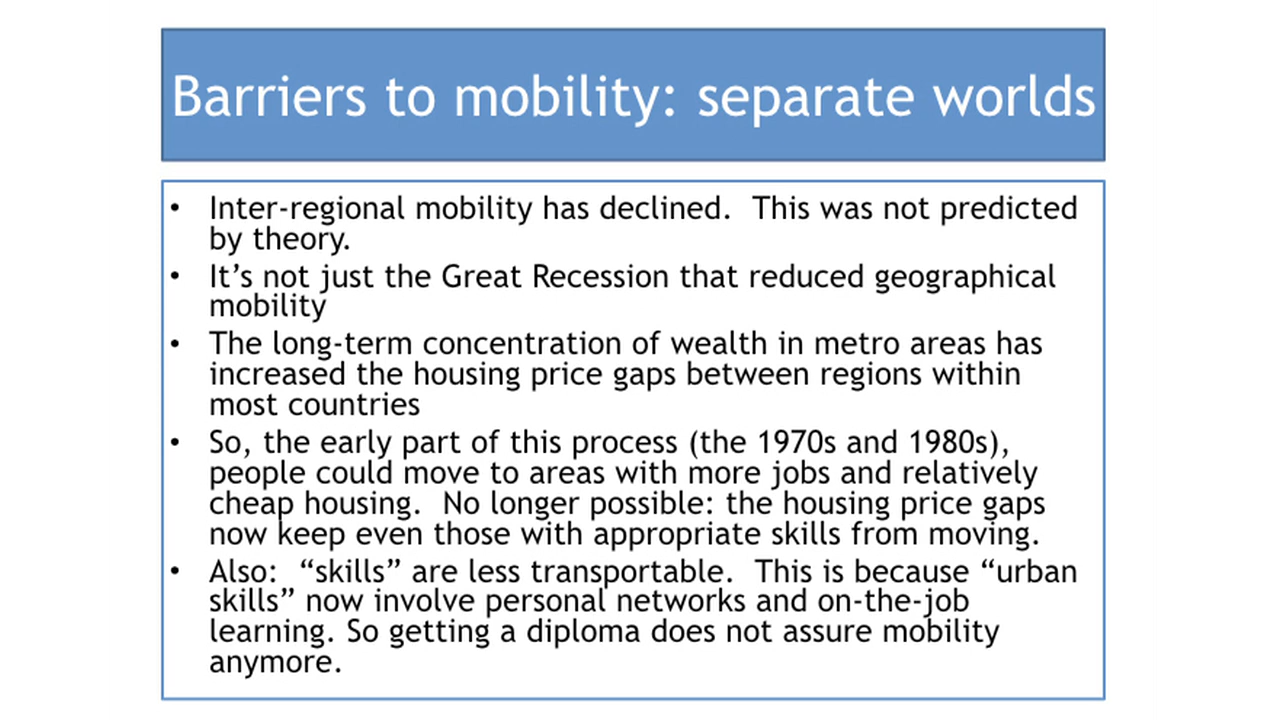 Barriers to mobility: separate worlds
• Inter-regional mobility has declined.  This was not predicted
by theory.
• It’s not just the Great Recession that reduced geographical
mobility
• The long-term concentration of wealth in metro areas has
increased the housing price gaps between regions within
most countries
• So, the early part of this process (the 1970s and 1980s),
people could move to areas with more jobs and relatively
cheap housing.  No longer possible: the housing price gaps
now keep even those with appropriate skills from moving.
• Also:  “skills” are less transportable.  This is because “urban
skills” now involve personal networks and on-the-job
learning. So getting a diploma does not assure mobility
anymore.